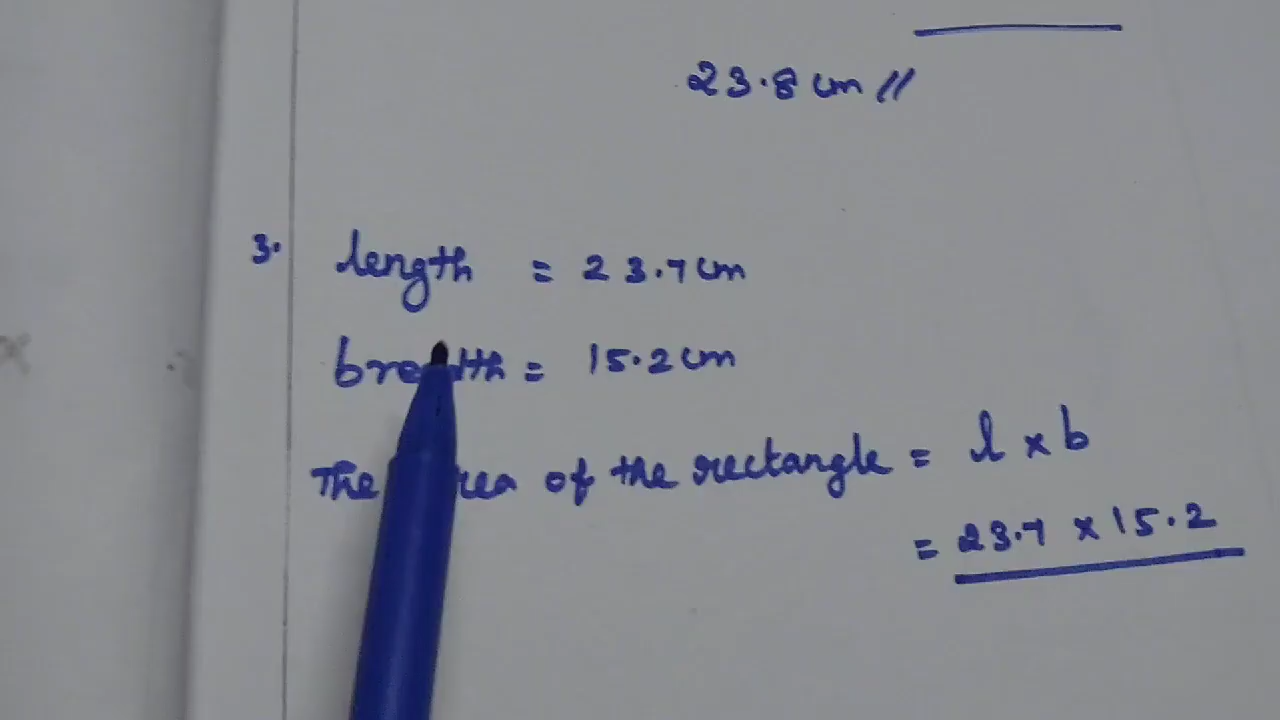 23.8 cm //
3. length = 23.7 cm
= 15.2 cm
The of the rectangle = l x b
= 23.7 x 15.2